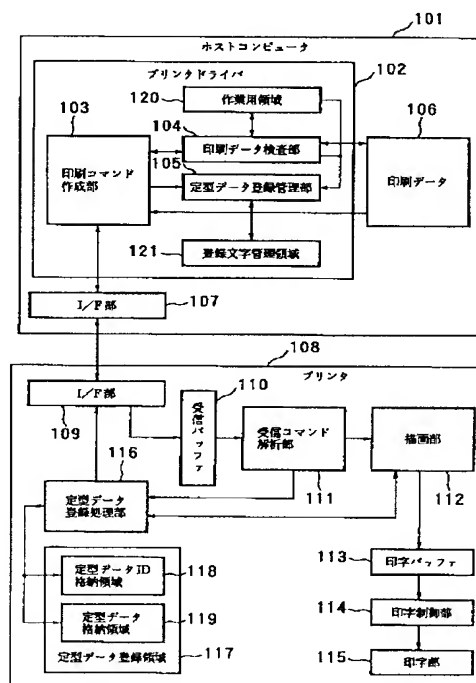 101
ホストコンピュータ
プリンタドライバ
102
103
120
作業用領域
104
印刷データ検査部
105
定型データ登録管理部
106
印刷コマンド
作成部
印刷データ
121
登録文字管理領域
I/F部
107
108
プリンタ
I/F部
109
110
受信バッファ
受信コマンド
解析部
111
描画部
112
116
定型データ
登録処理部
113
印字バッファ
定型データID
格納領域
118
114
印字制御部
定型データ
格納領域
119
定型データ登録領域
117
115
印字部